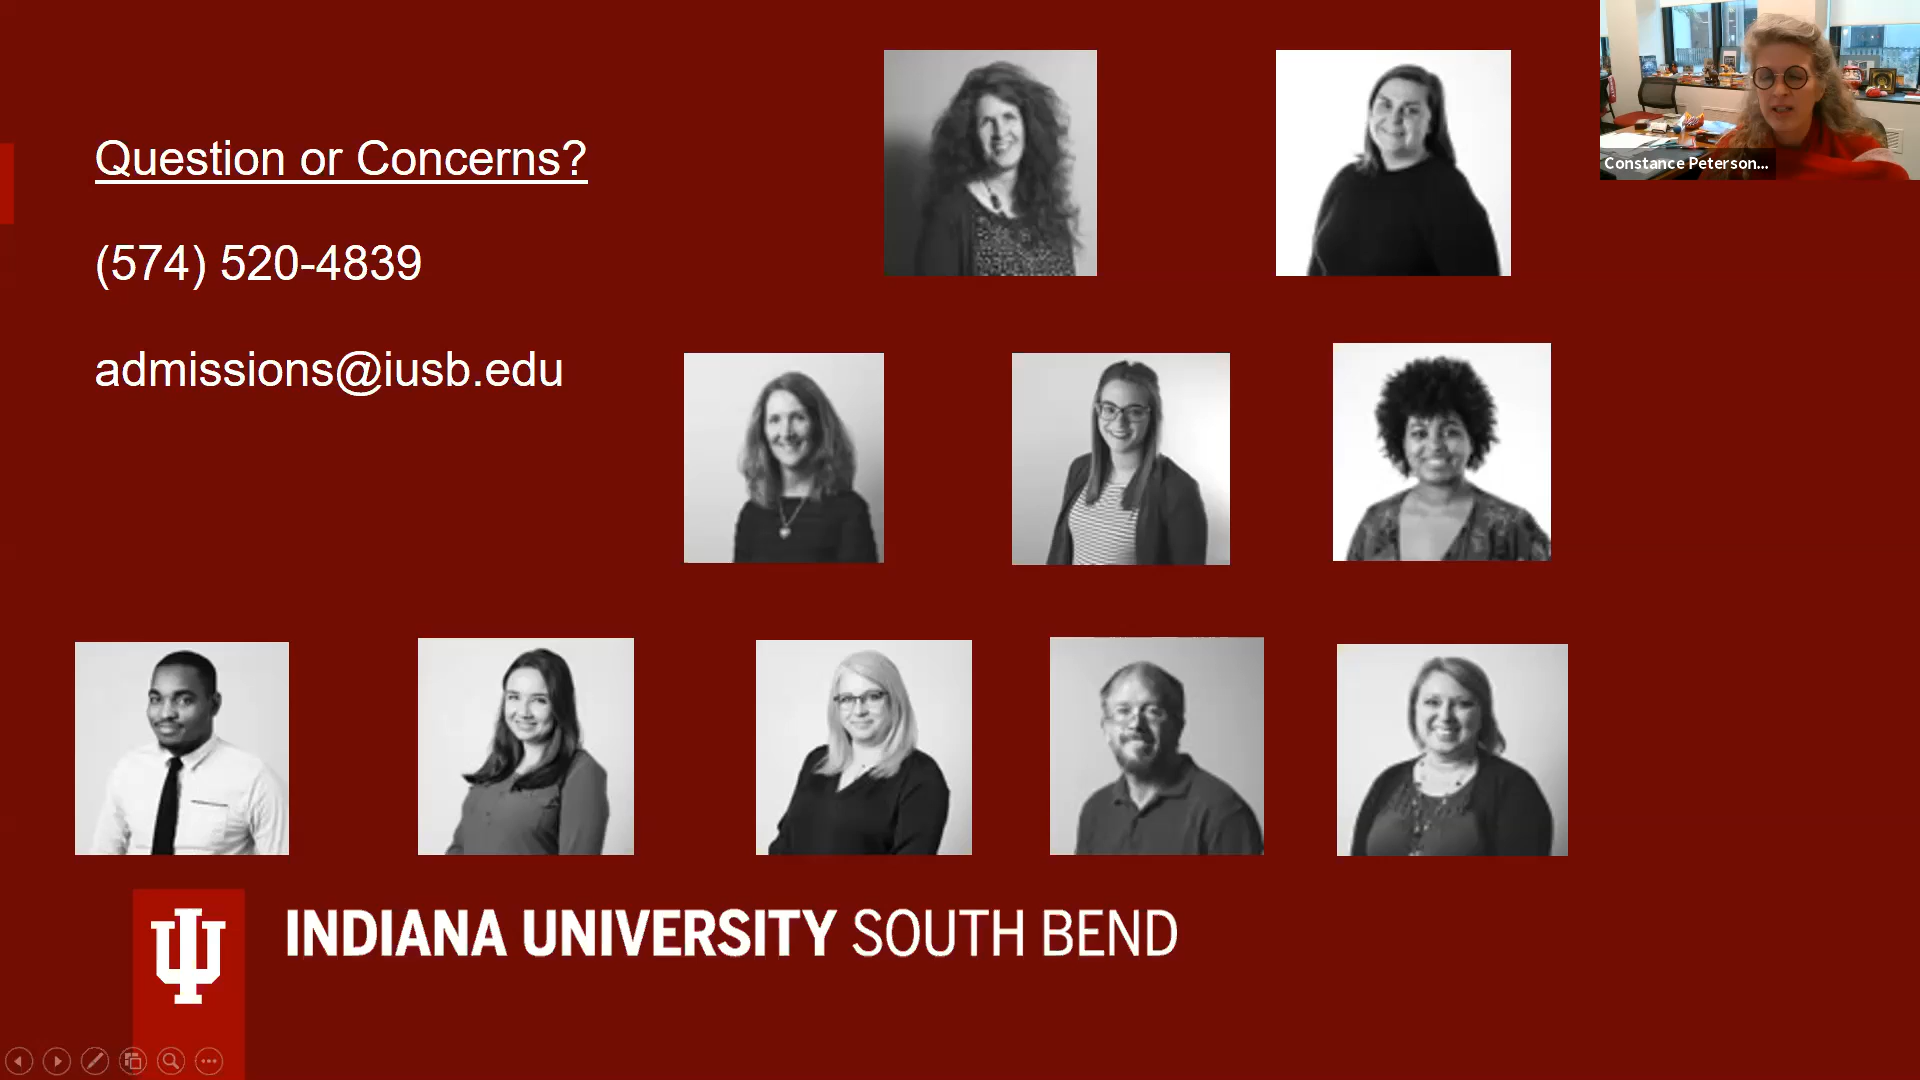 Question or Concerns?
(574) 520-4839
admissions@iusb.edu
Constance Peterson...
INDIANA UNIVERSITY SOUTH BEND